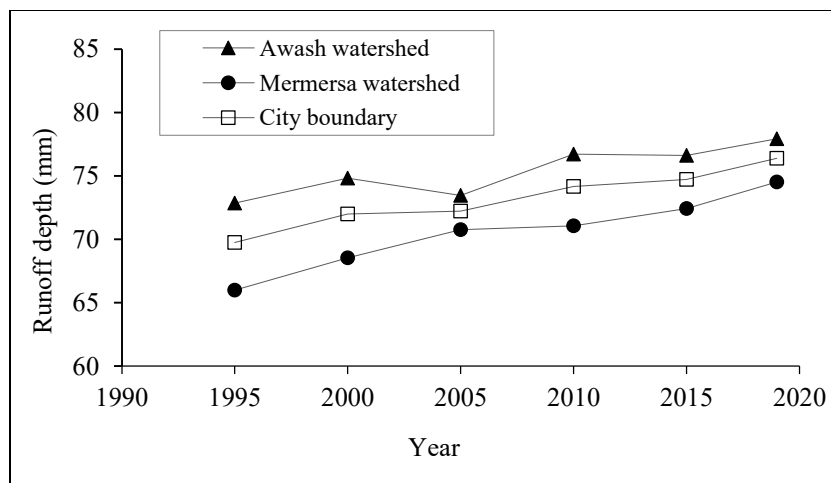 Awash watershed
Mermersa watershed
City boundary
Runoff depth (mm)
85
80
75
70
65
60
1990 1995 2000 2005 2010 2015 2020
Year